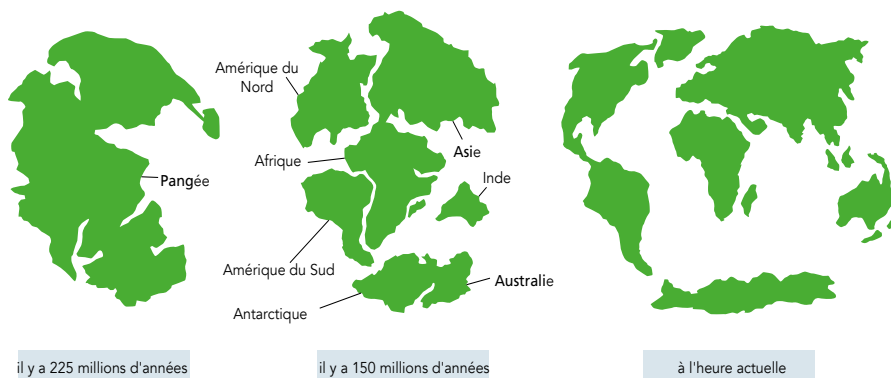 Pangée
il y a 225 millions d'années
Amérique du
Nord
Afrique
Asie
Inde
Amérique du Sud
Australie
Antarctique
il y a 150 millions d'années
à l'heure actuelle